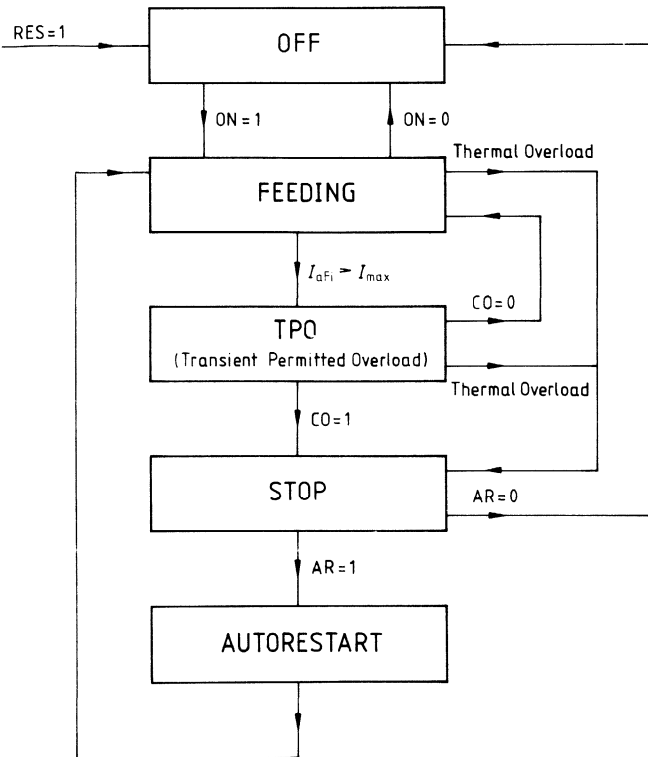 RES=1
OFF
ON=1
ON=0
Thermal Overload
FEEDING
I_aFi > I_max
CO=0
TPO
(Transient Permitted Overload)
Thermal Overload
CO=1
STOP
AR=0
AR=1
AUTORESTART